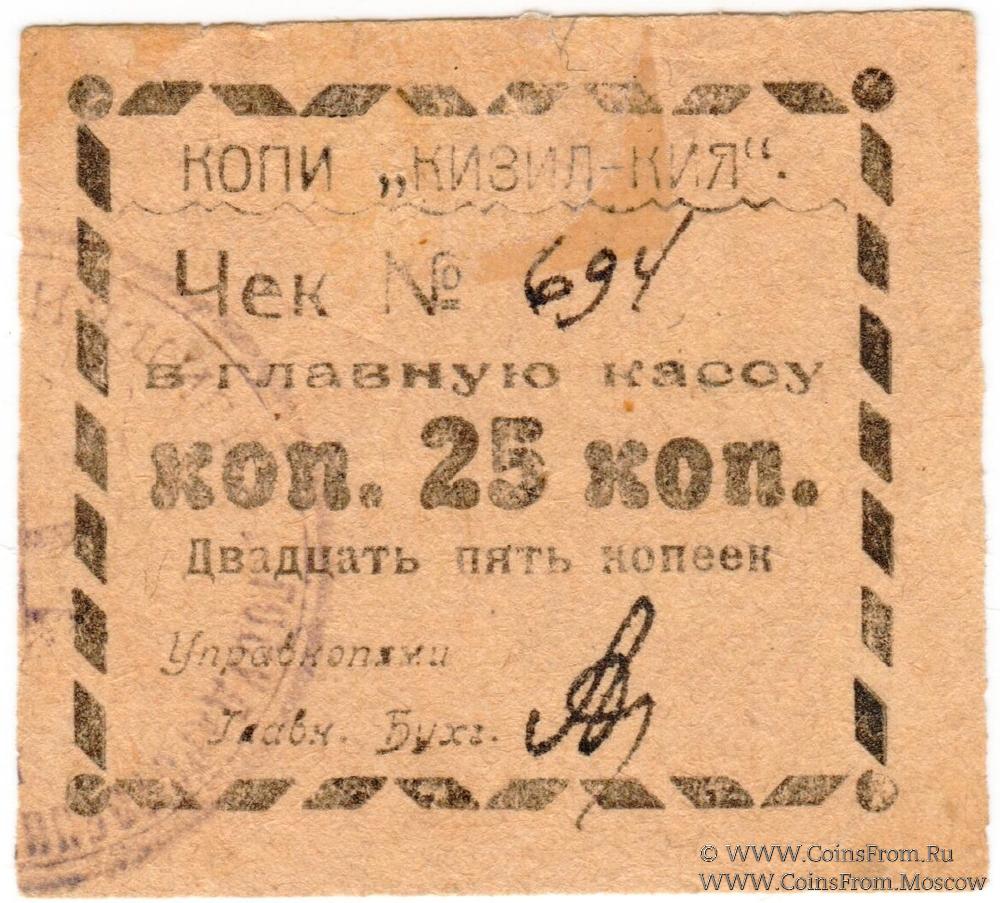 КОПИ „КИЗИЛ-КИЯ“.
Чек № 694
в главную кассу
коп. 25 коп.
Двадцать пять копеек
Управкопями
Главн. Бухг.
© WWW.CoinsFrom.Ru
WWW.CoinsFrom.Moscow